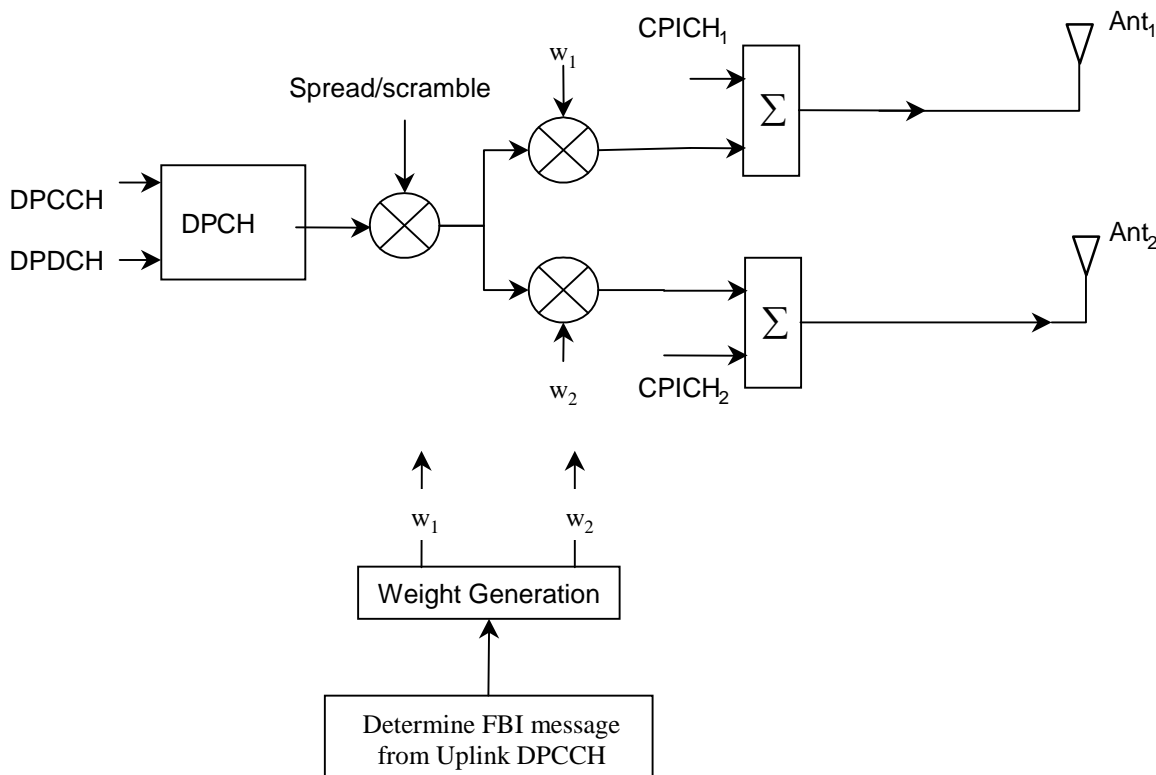 CPICH₁
Ant₁
w₁
Spread/scramble
Σ
DPCCH
DPCH
DPDCH
Ant₂
Σ
w₂
CPICH₂
w₁
w₂
Weight Generation
Determine FBI message
from Uplink DPCCH